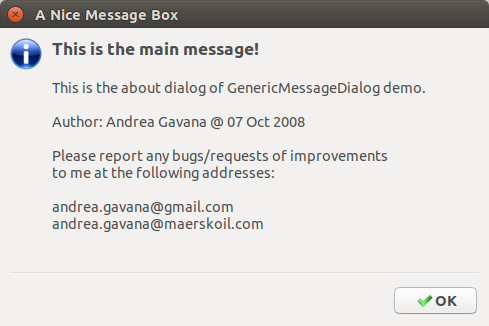 A Nice Message Box
This is the main message!
This is the about dialog of GenericMessageDialog demo.
Author: Andrea Gavana @ 07 Oct 2008
Please report any bugs/requests of improvements
to me at the following addresses:
andrea.gavana@gmail.com
andrea.gavana@maerskoil.com
OK